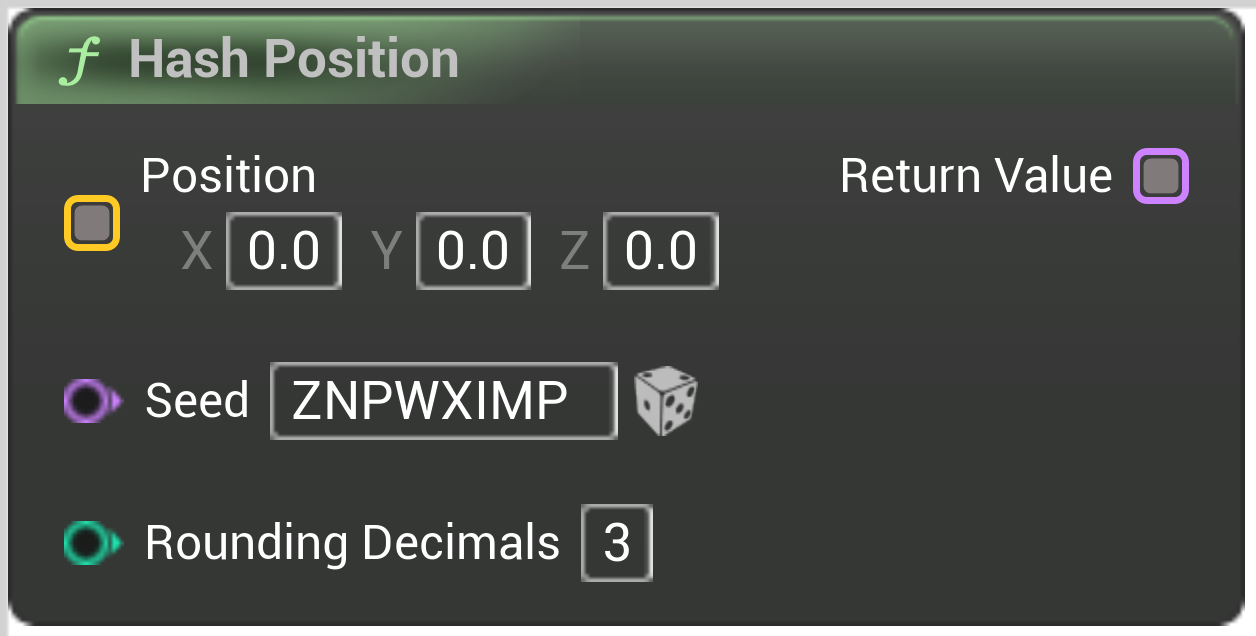 f Hash Position
Position
Return Value
X 0.0 Y 0.0 Z 0.0
Seed ZNPWXIMP
Rounding Decimals 3